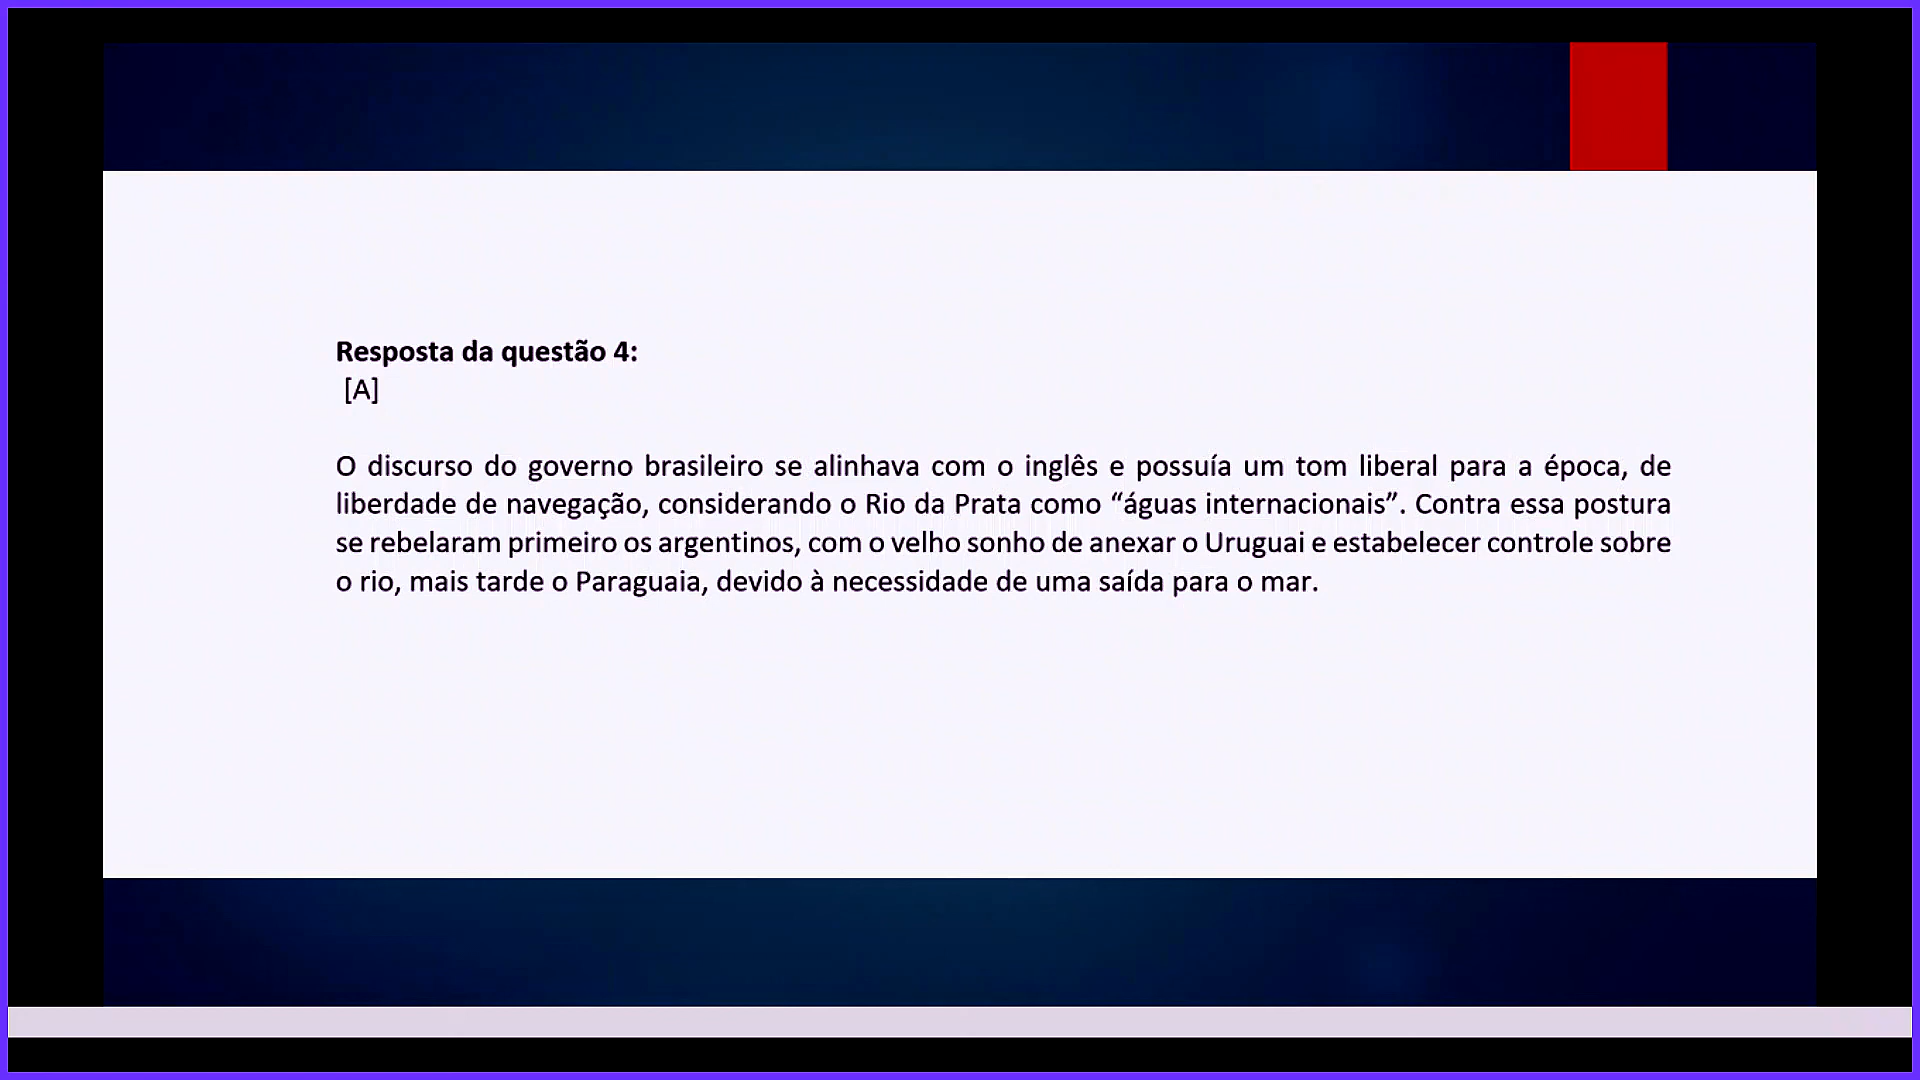 Resposta da questão 4:
[A]
O discurso do governo brasileiro se alinhava com o inglês e possuía um tom liberal para a época, de
liberdade de navegação, considerando o Rio da Prata como “águas internacionais”. Contra essa postura
se rebelaram primeiro os argentinos, com o velho sonho de anexar o Uruguai e estabelecer controle sobre
o rio, mais tarde o Paraguaia, devido à necessidade de uma saída para o mar.